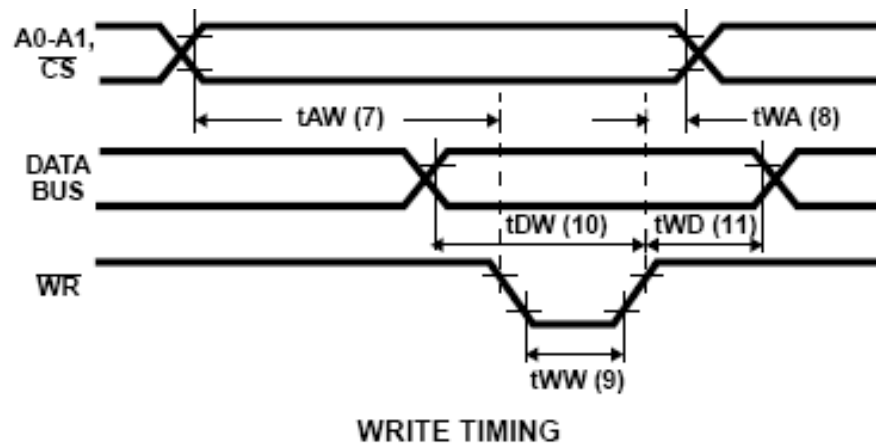 A0-A1,
CS
tAW (7)
tWA (8)
DATA
BUS
tDW (10)
tWD (11)
WR
tWW (9)
WRITE TIMING